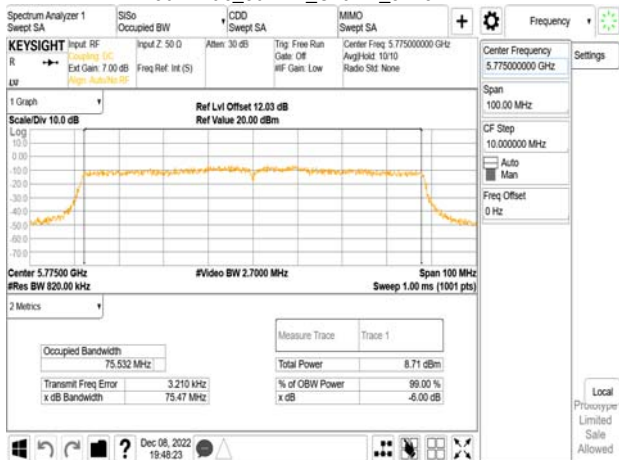 Spectrum Analyzer 1
Swept SA
SiSo
Occupied BW
CDD
Swept SA
MIMO
Swept SA
+
Frequency
KEYSIGHT
R
LXI
Input: RF
Coupling: DC
Ext Gain: 7.00 dB
Align: Auto/No RF
Input Z: 50 Ω
Freq Ref: Int (S)
Atten: 30 dB
Trig: Free Run
Gate: Off
#IF Gain: Low
Center Freq: 5.775000000 GHz
Avg|Hold: 10/10
Radio Std: None
Center Frequency
5.775000000 GHz
Settings
Span
100.00 MHz
CF Step
10.000000 MHz
Auto
Man
Freq Offset
0 Hz
1 Graph
Scale/Div 10.0 dB
Ref Lvl Offset 12.03 dB
Ref Value 20.00 dBm
Log
10.0
0.00
-10.0
-20.0
-30.0
-40.0
-50.0
-60.0
-70.0
Center 5.77500 GHz
#Res BW 820.00 kHz
#Video BW 2.7000 MHz
Span 100 MHz
Sweep 1.00 ms (1001 pts)
2 Metrics
Measure Trace Trace 1
Occupied Bandwidth
75.532 MHz
Total Power 8.71 dBm
Transmit Freq Error 3.210 kHz
% of OBW Power 99.00 %
x dB Bandwidth 75.47 MHz
x dB -6.00 dB
Local
Prototype
Limited
Sale
Allowed
?
Dec 08, 2022
19:48:23